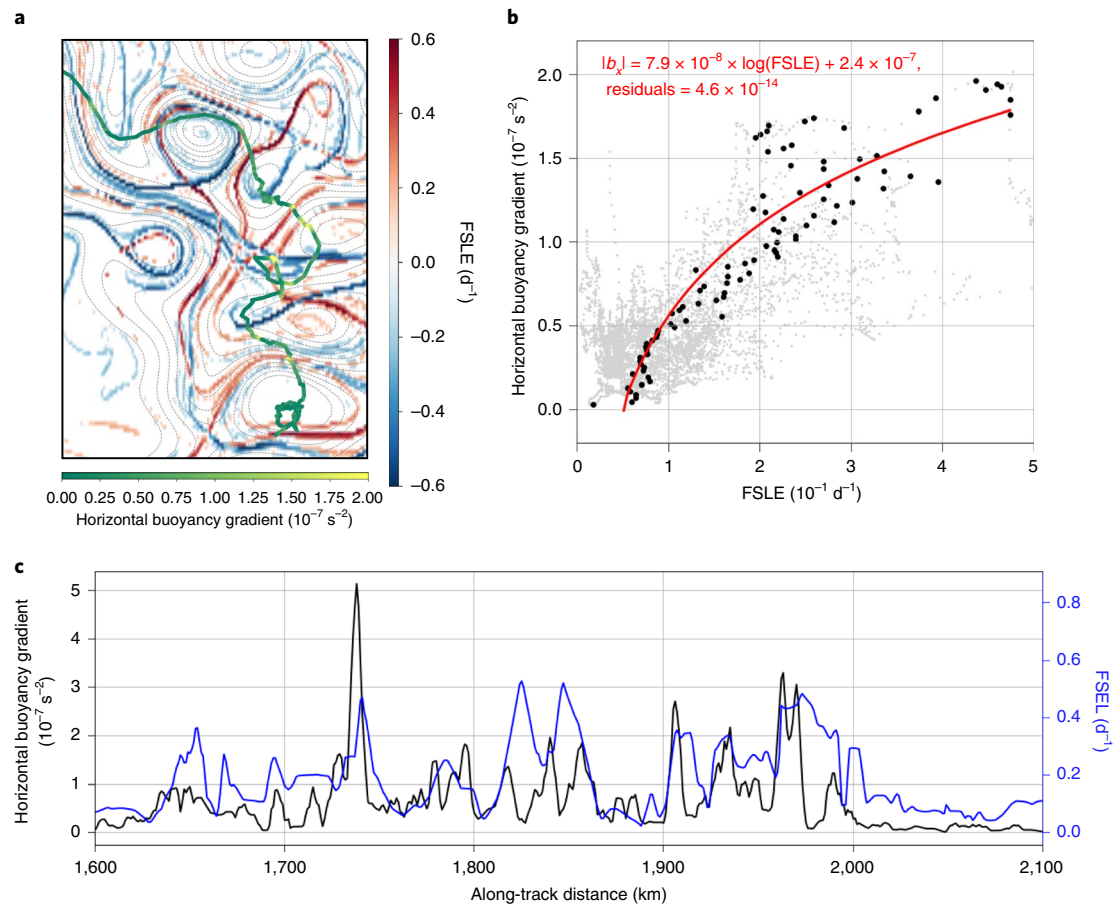 a
0.6
0.4
0.2
0.0
−0.2
−0.4
−0.6
FSLE (d⁻¹)
0.00 0.25 0.50 0.75 1.00 1.25 1.50 1.75 2.00
Horizontal buoyancy gradient (10⁻⁷ s⁻²)
b
|bₓ| = 7.9 × 10⁻⁸ × log(FSLE) + 2.4 × 10⁻⁷,
residuals = 4.6 × 10⁻¹⁴
2.0
1.5
1.0
0.5
0.0
Horizontal buoyancy gradient (10⁻⁷ s⁻²)
0 1 2 3 4 5
FSLE (10⁻¹ d⁻¹)
c
5
4
3
2
1
0
Horizontal buoyancy gradient
(10⁻⁷ s⁻²)
0.8
0.6
0.4
0.2
0.0
FSEL (d⁻¹)
1,600 1,700 1,800 1,900 2,000 2,100
Along-track distance (km)